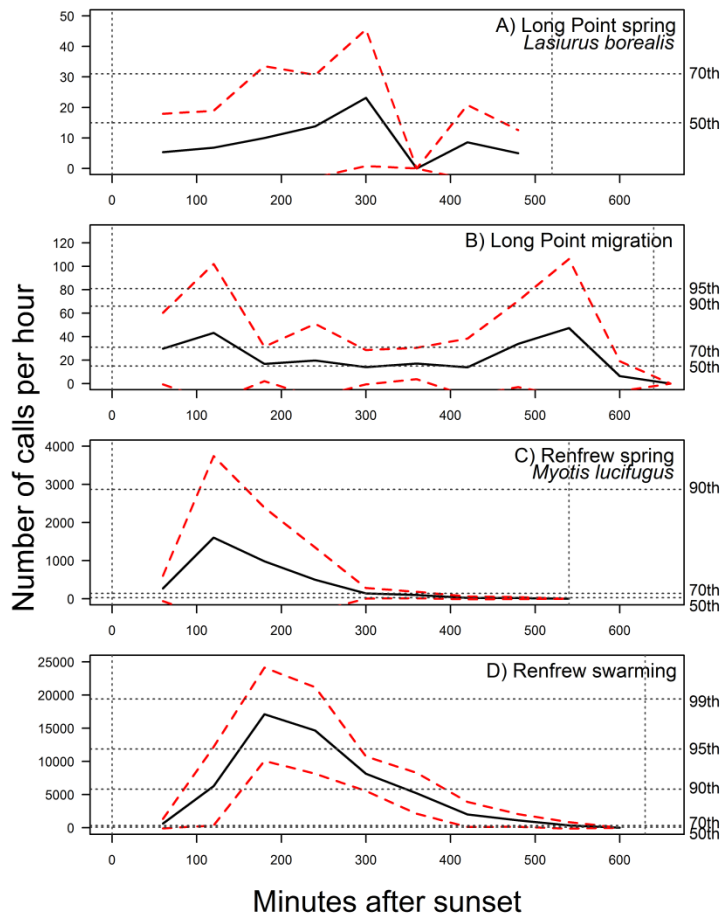 Number of calls per hour
A) Long Point spring
Lasiurus borealis
50
40
30
20
10
0
70th
50th
0 100 200 300 400 500 600
B) Long Point migration
120
100
80
60
40
20
0
95th
90th
70th
50th
0 100 200 300 400 500 600
C) Renfrew spring
Myotis lucifugus
4000
3000
2000
1000
0
90th
70th
50th
0 100 200 300 400 500 600
D) Renfrew swarming
25000
20000
15000
10000
5000
0
99th
95th
90th
70th
50th
0 100 200 300 400 500 600
Minutes after sunset